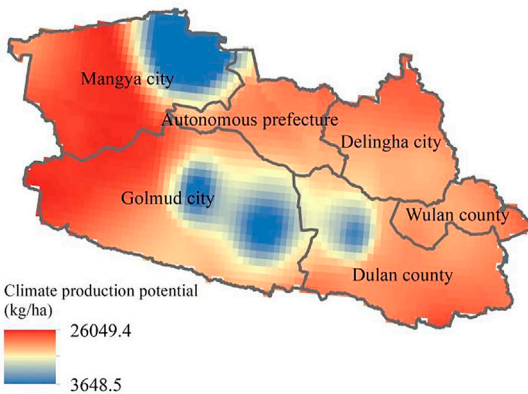 Mangya city
Autonomous prefecture
Delingha city
Golmud city
Wulan county
Dulan county
Climate production potential
(kg/ha)
26049.4
3648.5